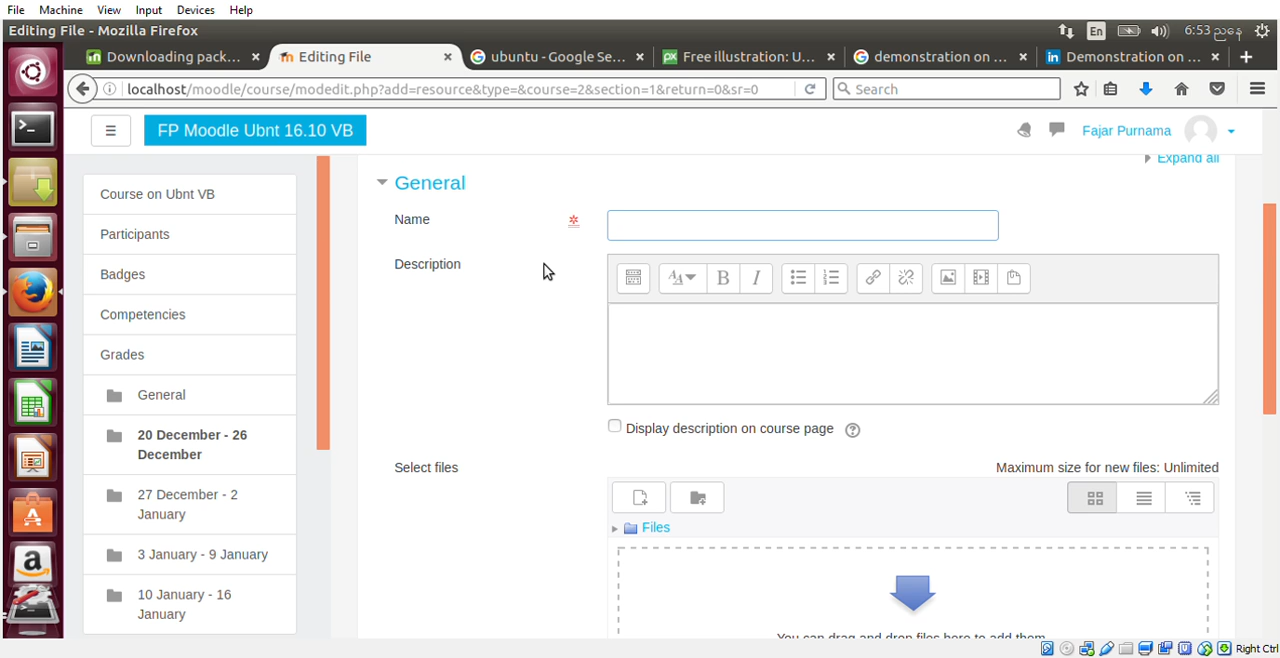 File Machine View Input Devices Help
Editing File - Mozilla Firefox
En
6:53 ညနေ
Downloading pack... ×
Editing File ×
ubuntu - Google Se... ×
Free illustration: U... ×
demonstration on ... ×
Demonstration on ... ×
localhost/moodle/course/modedit.php?add=resource&type=&course=2&section=1&return=0&sr=0
Search
FP Moodle Ubnt 16.10 VB
Fajar Purnama
Expand all
Course on Ubnt VB
Participants
Badges
Competencies
Grades
General
20 December - 26
December
27 December - 2
January
3 January - 9 January
10 January - 16
January
General
Name
Description
Display description on course page
Select files
Maximum size for new files: Unlimited
Files
You can drag and drop files here to add them.
Right Ctrl